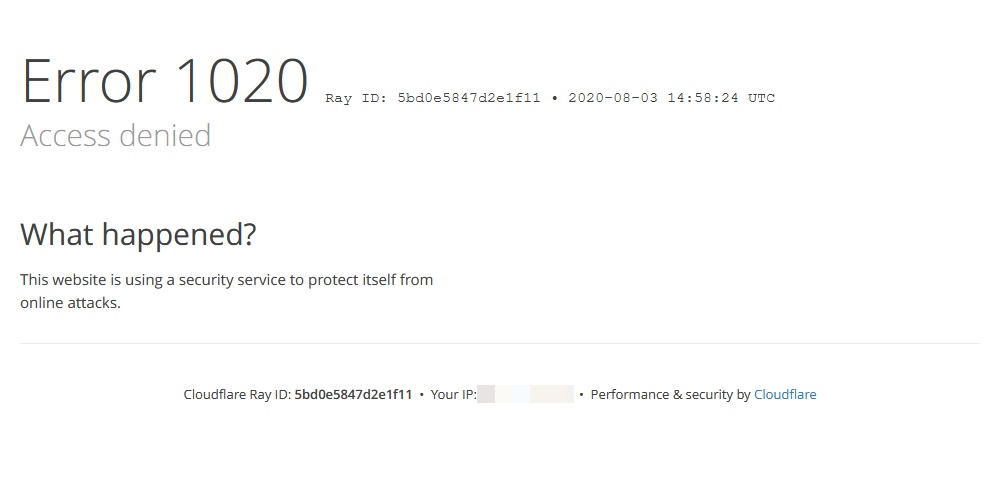 Error 1020 Ray ID: 5bd0e5847d2e1f11 • 2020-08-03 14:58:24 UTC
Access denied
What happened?
This website is using a security service to protect itself from
online attacks.
Cloudflare Ray ID: 5bd0e5847d2e1f11 • Your IP: • Performance & security by Cloudflare